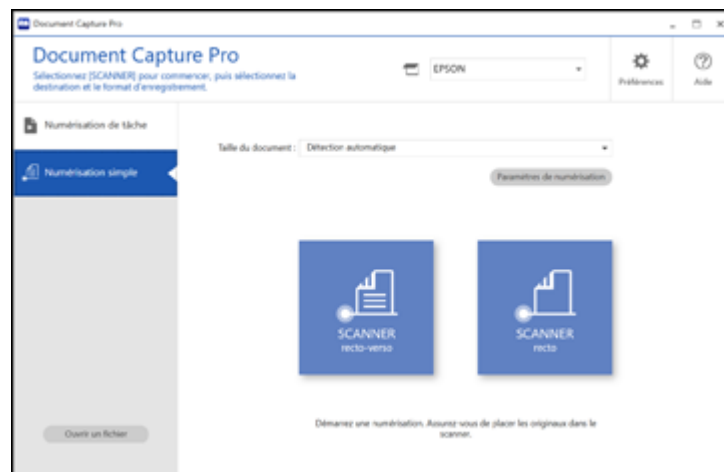 Document Capture Pro
Document Capture Pro
Sélectionnez [SCANNER] pour commencer, puis sélectionnez la
destination et le format d'enregistrement.
EPSON
Préférences
Aide
Numérisation de tâche
Numérisation simple
Taille du document :
Détection automatique
Paramètres de numérisation
SCANNER
recto-verso
SCANNER
recto
Démarrez une numérisation. Assurez-vous de placer les originaux dans le
scanner.
Ouvrir un fichier